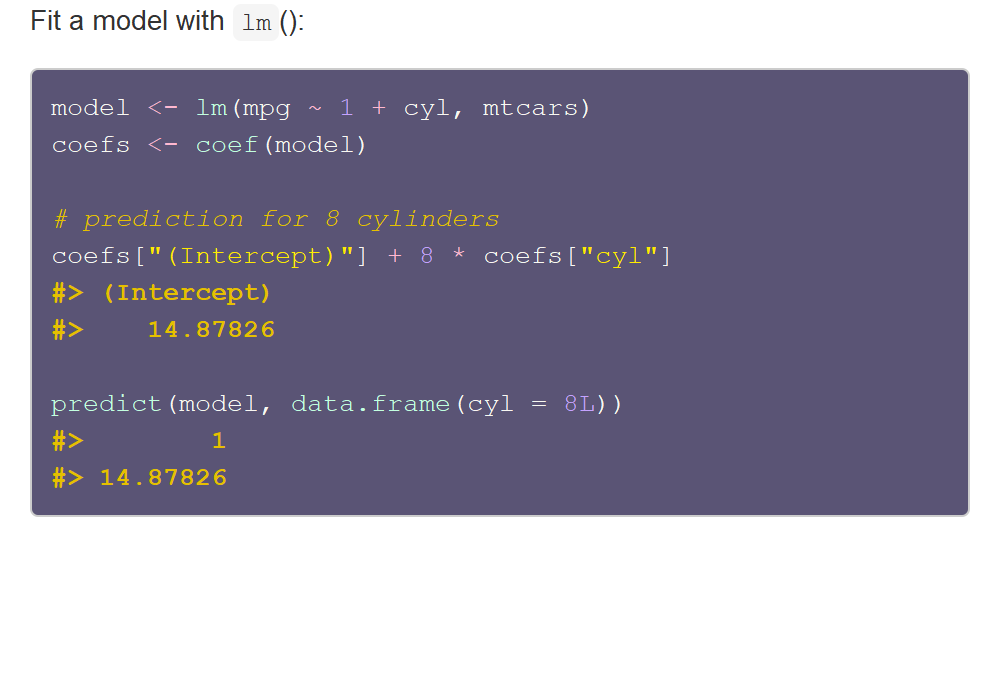 Fit a model with lm():
model <- lm(mpg ~ 1 + cyl, mtcars)
coefs <- coef(model)
# prediction for 8 cylinders
coefs["(Intercept)"] + 8 * coefs["cyl"]
#> (Intercept)
#>    14.87826
predict(model, data.frame(cyl = 8L))
#>        1
#> 14.87826